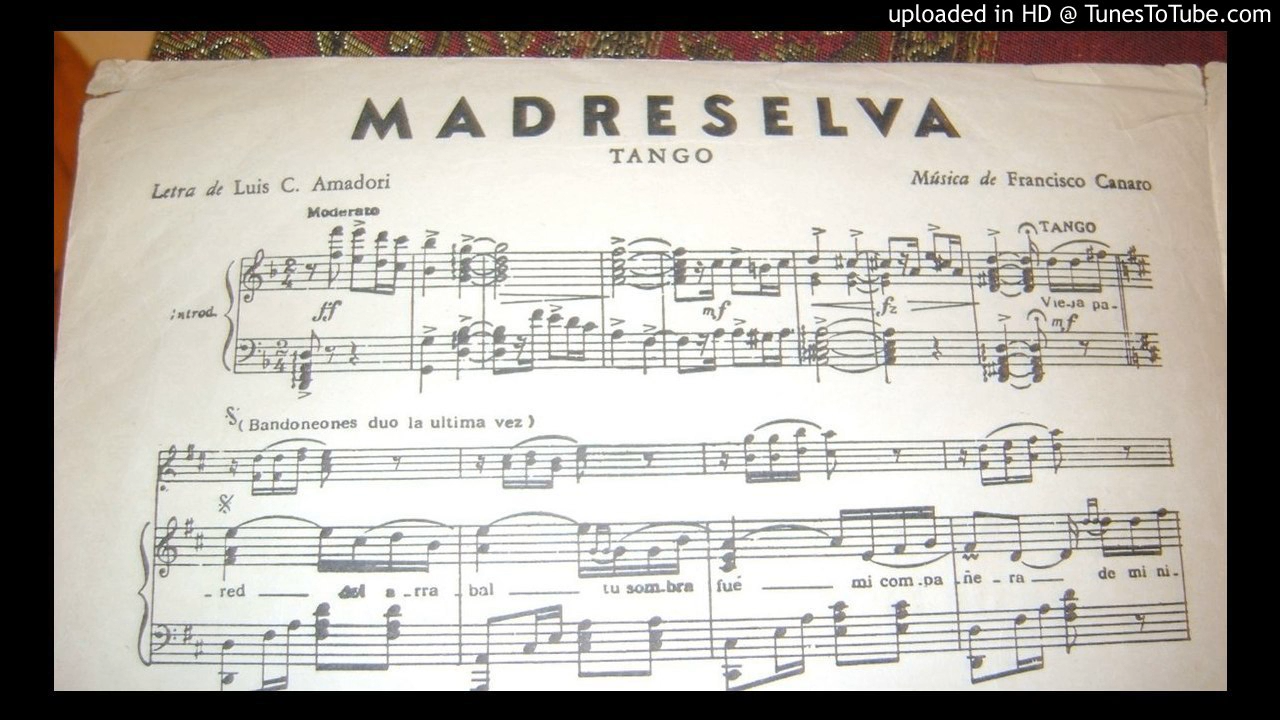 uploaded in HD @ TunesToTube.com
MADRESELVA
TANGO
Letra de Luis C. Amadori
Música de Francisco Canaro
Moderato
TANGO
introd.
ff
mf
fz
Vie-ja pa-
mf
(Bandoneones duo la ultima vez)
- red del a - rra - bal tu som-bra fué mi com-pa - ñe - ra de mi ni-